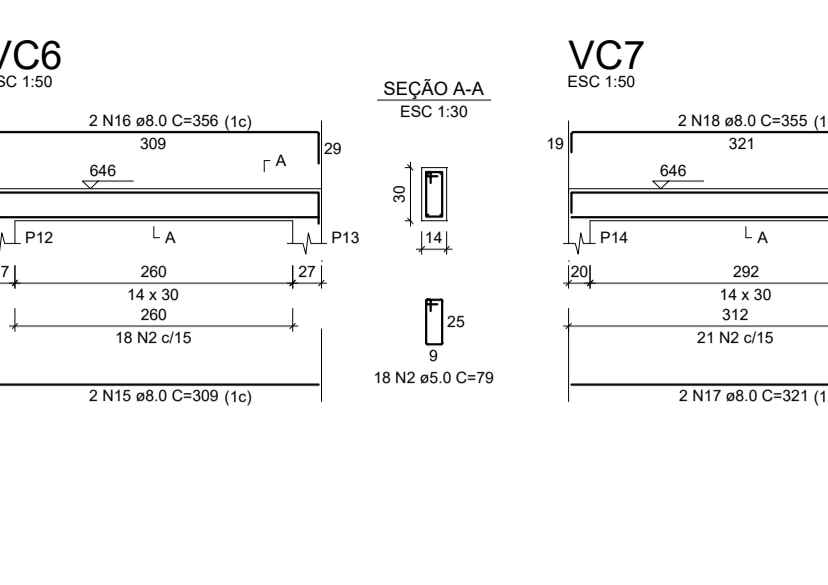 VC6
ESC 1:50
2 N16 ø8.0 C=356 (1c)
309
29
A
646
P12
A
P13
7
260
27
14 x 30
260
18 N2 c/15
2 N15 ø8.0 C=309 (1c)
SEÇÃO A-A
ESC 1:30
30
14
25
9
18 N2 ø5.0 C=79
VC7
ESC 1:50
2 N18 ø8.0 C=355 (1
19
321
646
P14
A
20
292
14 x 30
312
21 N2 c/15
2 N17 ø8.0 C=321 (1